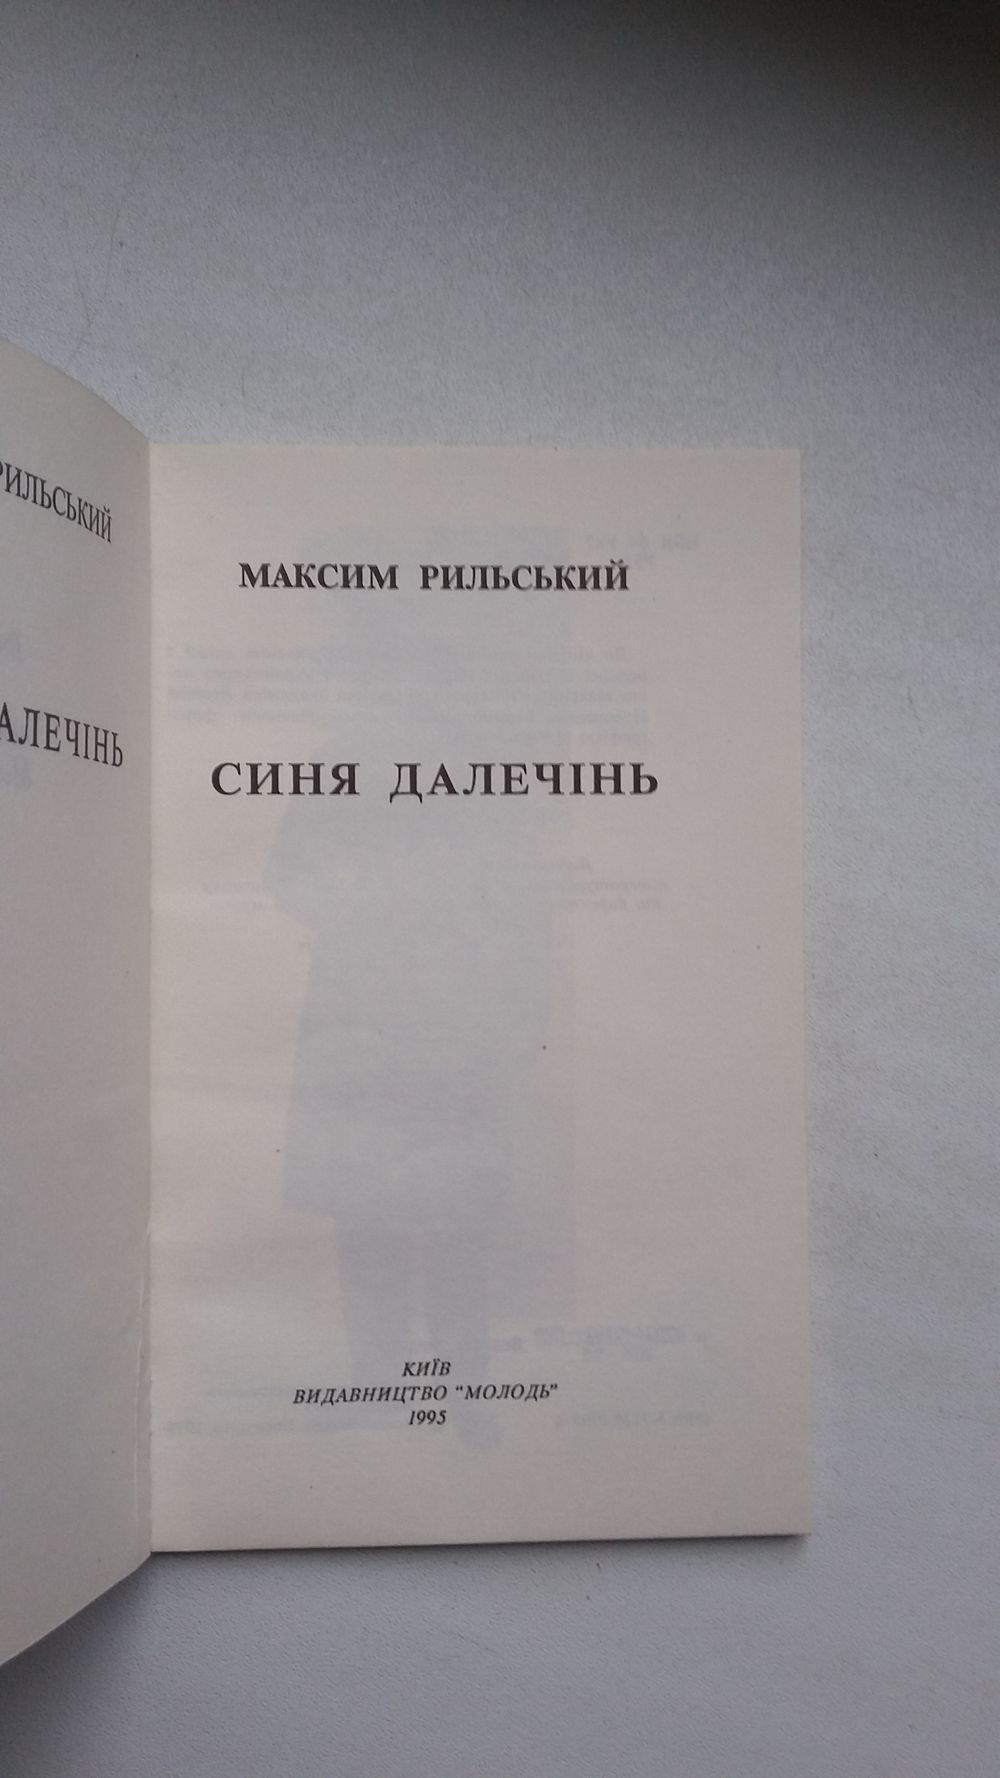 РИЛЬСЬКИЙ
АЛЕЧІНЬ
МАКСИМ РИЛЬСЬКИЙ
СИНЯ ДАЛЕЧІНЬ
КИЇВ
ВИДАВНИЦТВО "МОЛОДЬ"
1995